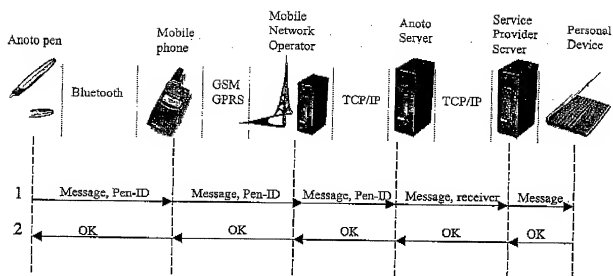 Anoto pen
Mobile
phone
Mobile
Network
Operator
Anoto
Server
Service
Provider
Server
Personal
Device
Bluetooth
GSM
GPRS
TCP/IP
TCP/IP
1 Message, Pen-ID Message, Pen-ID Message, Pen-ID Message, receiver Message
2 OK OK OK OK OK